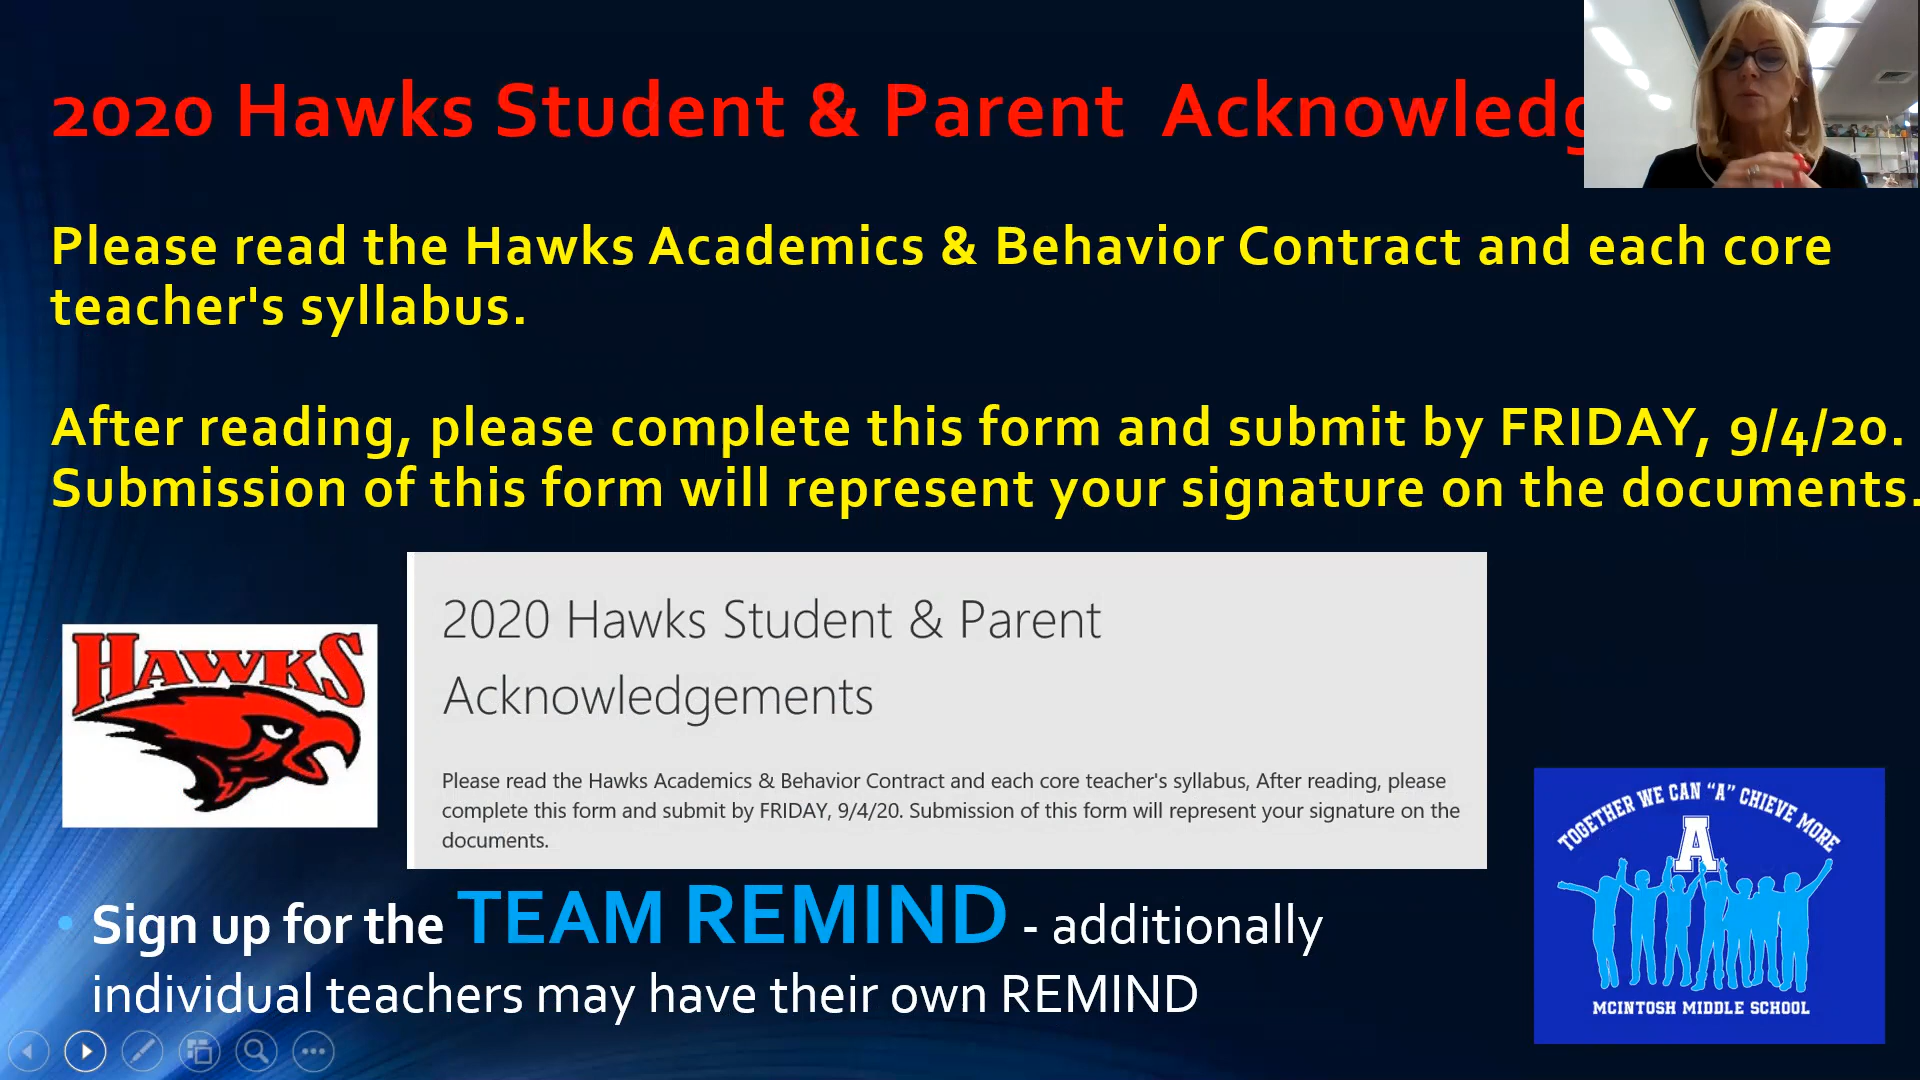 2020 Hawks Student & Parent Acknowledg
Please read the Hawks Academics & Behavior Contract and each core
teacher's syllabus.
After reading, please complete this form and submit by FRIDAY, 9/4/20.
Submission of this form will represent your signature on the documents.
2020 Hawks Student & Parent
Acknowledgements
Please read the Hawks Academics & Behavior Contract and each core teacher's syllabus, After reading, please
complete this form and submit by FRIDAY, 9/4/20. Submission of this form will represent your signature on the
documents.
HAWKS
TOGETHER WE CAN "A" CHIEVE MORE
A
MCINTOSH MIDDLE SCHOOL
• Sign up for the TEAM REMIND - additionally
individual teachers may have their own REMIND